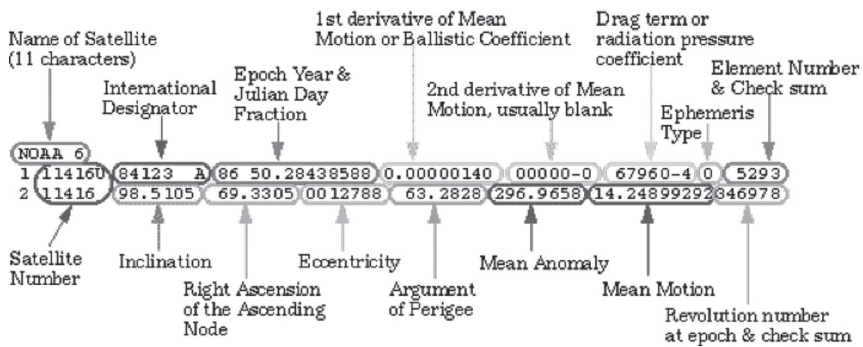 Name of Satellite
(11 characters)
International
Designator
Epoch Year &
Julian Day
Fraction
1st derivative of Mean
Motion or Ballistic Coefficient
2nd derivative of Mean
Motion, usually blank
Drag term or
radiation pressure
coefficient
Ephemeris
Type
Element Number
& Check sum
NOAA 6
1 11416U 84123 A 86 50.28438588 0.00000140 00000-0 67960-4 0 5293
2 11416 98.5105 69.3305 0012788 63.2828 296.9658 14.24899292 346978
Satellite
Number
Inclination
Right Ascension
of the Ascending
Node
Eccentricity
Argument
of Perigee
Mean Anomaly
Mean Motion
Revolution number
at epoch & check sum